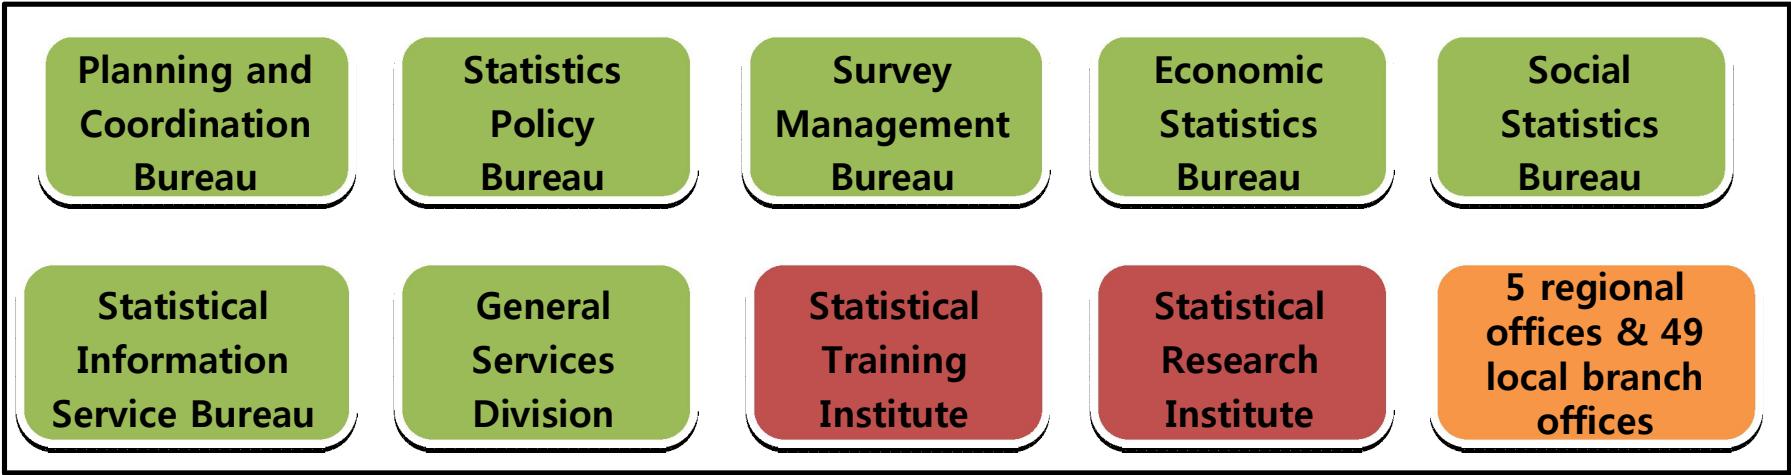 Planning and
Coordination
Bureau
Statistics
Policy
Bureau
Survey
Management
Bureau
Economic
Statistics
Bureau
Social
Statistics
Bureau
Statistical
Information
Service Bureau
General
Services
Division
Statistical
Training
Institute
Statistical
Research
Institute
5 regional
offices & 49
local branch
offices